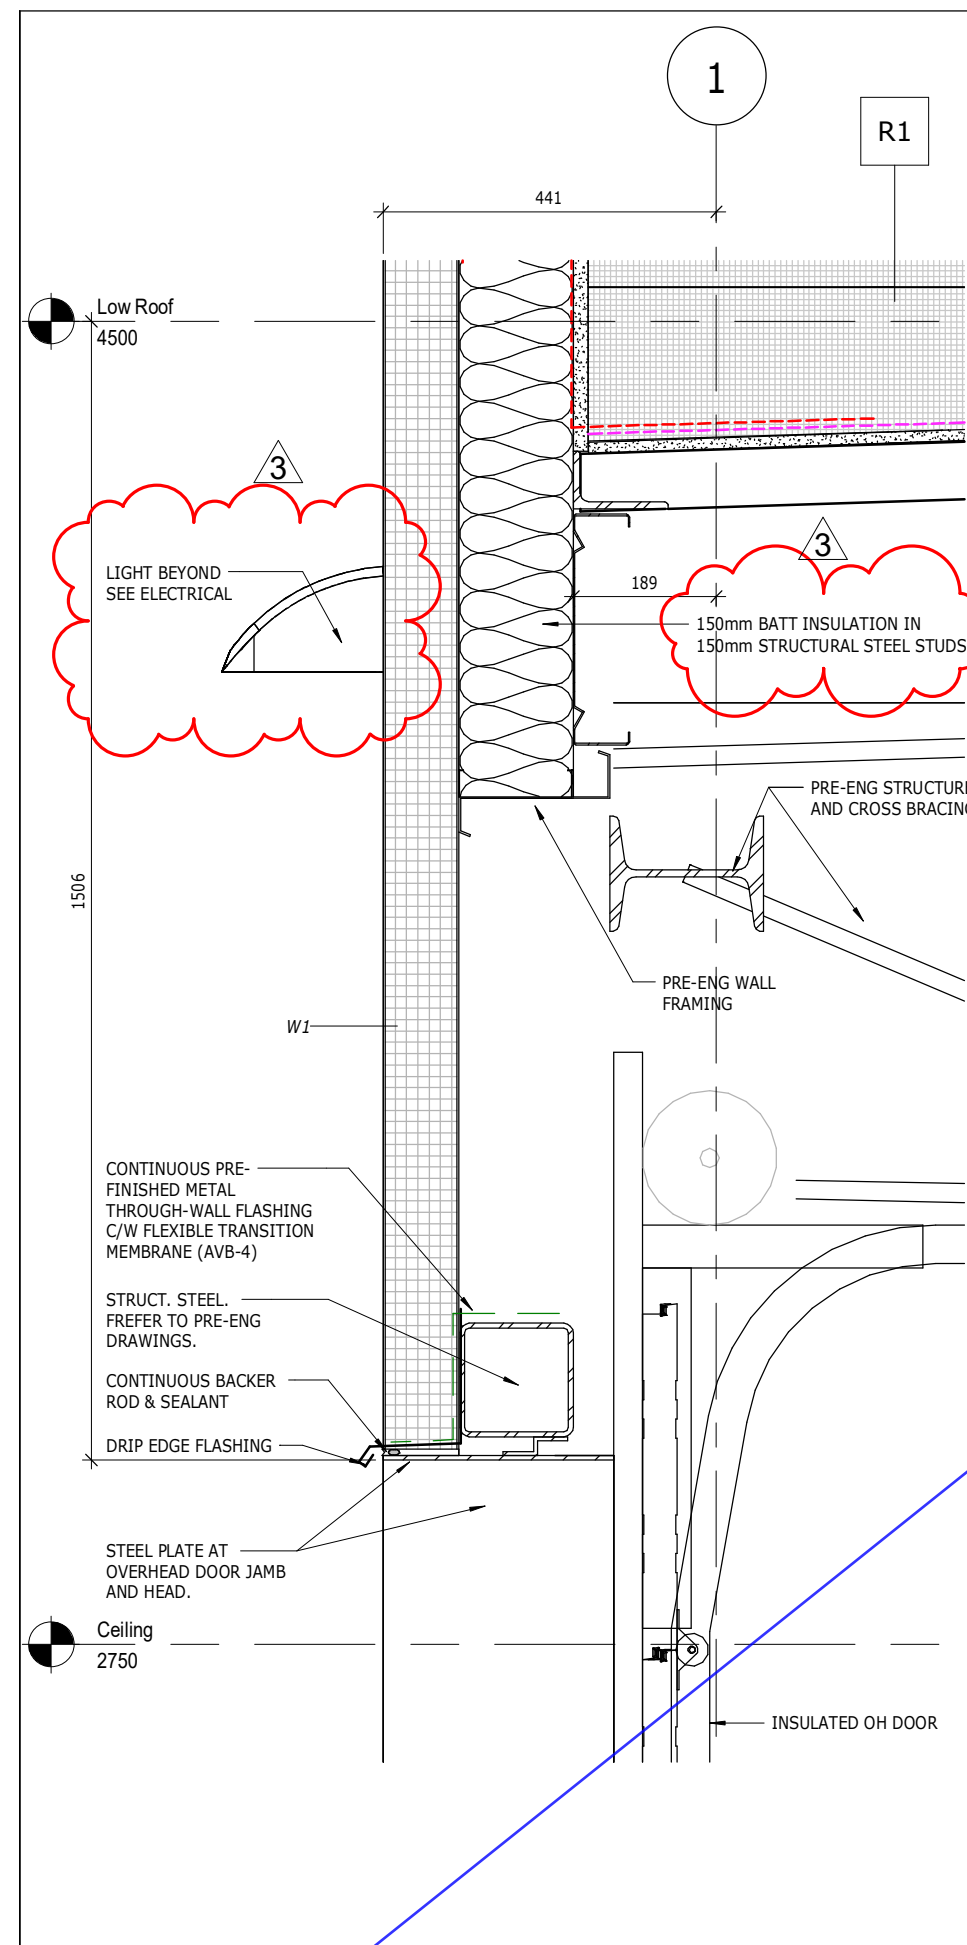 1
R1
441
Low Roof
4500
3
3
LIGHT BEYOND
SEE ELECTRICAL
189
150mm BATT INSULATION IN
150mm STRUCTURAL STEEL STUDS
PRE-ENG STRUCTURE
AND CROSS BRACING
1506
PRE-ENG WALL
FRAMING
W1
CONTINUOUS PRE-
FINISHED METAL
THROUGH-WALL FLASHING
C/W FLEXIBLE TRANSITION
MEMBRANE (AVB-4)
STRUCT. STEEL.
FREFER TO PRE-ENG
DRAWINGS.
CONTINUOUS BACKER
ROD & SEALANT
DRIP EDGE FLASHING
STEEL PLATE AT
OVERHEAD DOOR JAMB
AND HEAD.
Ceiling
2750
INSULATED OH DOOR